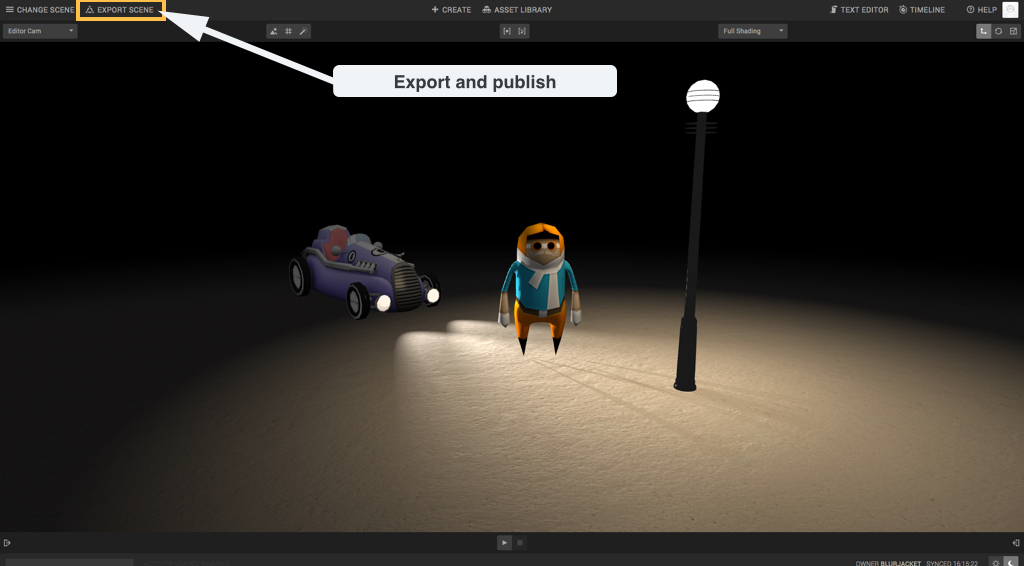 CHANGE SCENE EXPORT SCENE CREATE ASSET LIBRARY TEXT EDITOR TIMELINE HELP
Editor Cam Full Shading
Export and publish
0
OWNER BLURJACKET SYNCED 16:15:22